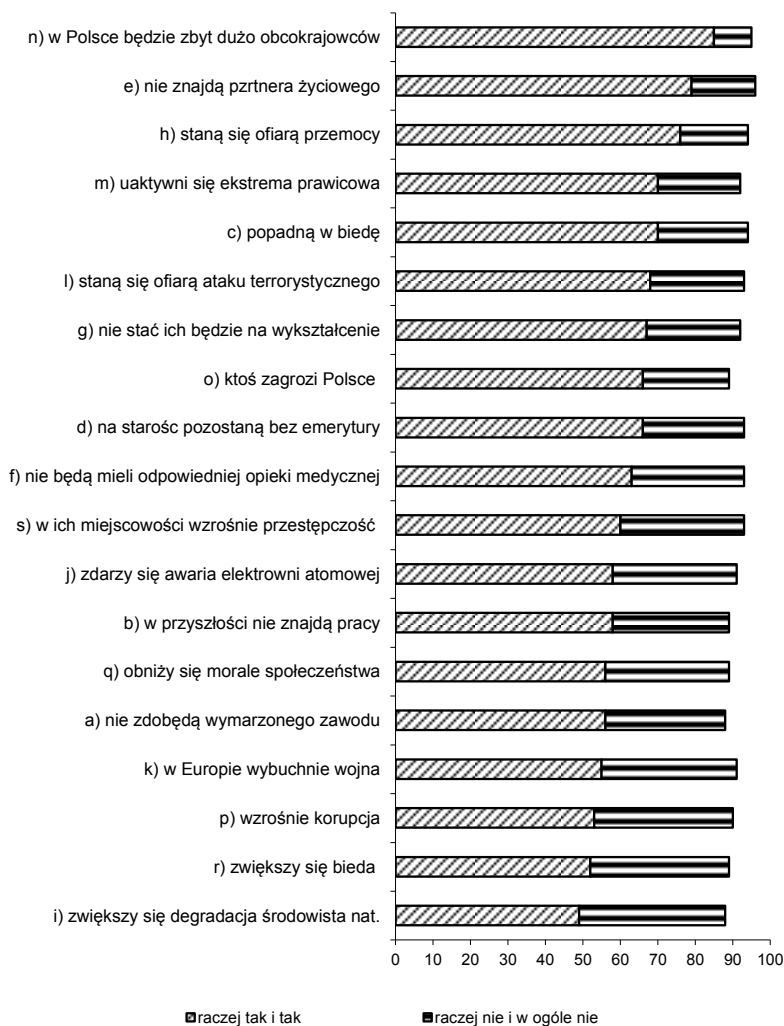 n) w Polsce będzie zbyt dużo obcokrajowców
e) nie znajdą pzrtnera życiowego
h) staną się ofiarą przemocy
m) uaktywni się ekstrema prawicowa
c) popadną w biedę
l) staną się ofiarą ataku terrorystycznego
g) nie stać ich będzie na wykształcenie
o) ktoś zagrozi Polsce
d) na starośc pozostaną bez emerytury
f) nie będą mieli odpowiedniej opieki medycznej
s) w ich miejscowości wzrośnie przestępczość
j) zdarzy się awaria elektrowni atomowej
b) w przyszłości nie znajdą pracy
q) obniży się morale społeczeństwa
a) nie zdobędą wymarzonego zawodu
k) w Europie wybuchnie wojna
p) wzrośnie korupcja
r) zwiększy się bieda
i) zwiększy się degradacja środowista nat.
0 10 20 30 40 50 60 70 80 90 100
raczej tak i tak raczej nie i w ogóle nie